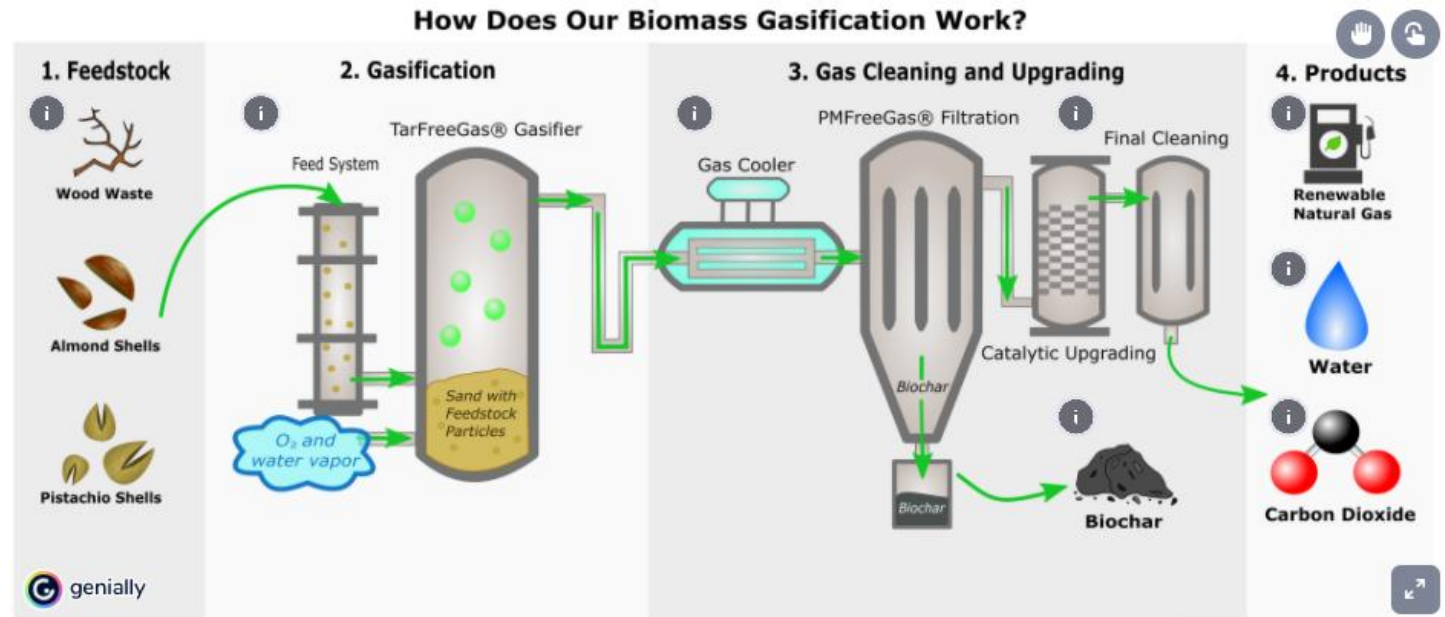 How Does Our Biomass Gasification Work?
1. Feedstock
Wood Waste
Almond Shells
Pistachio Shells
genially
2. Gasification
TarFreeGas® Gasifier
Feed System
Sand with
Feedstock
Particles
O₂ and
water vapor
3. Gas Cleaning and Upgrading
PMFreeGas® Filtration
Gas Cooler
Final Cleaning
Catalytic Upgrading
Biochar
Biochar
Biochar
4. Products
Renewable
Natural Gas
Water
Carbon Dioxide
i
i
i
i
i
i
i
i